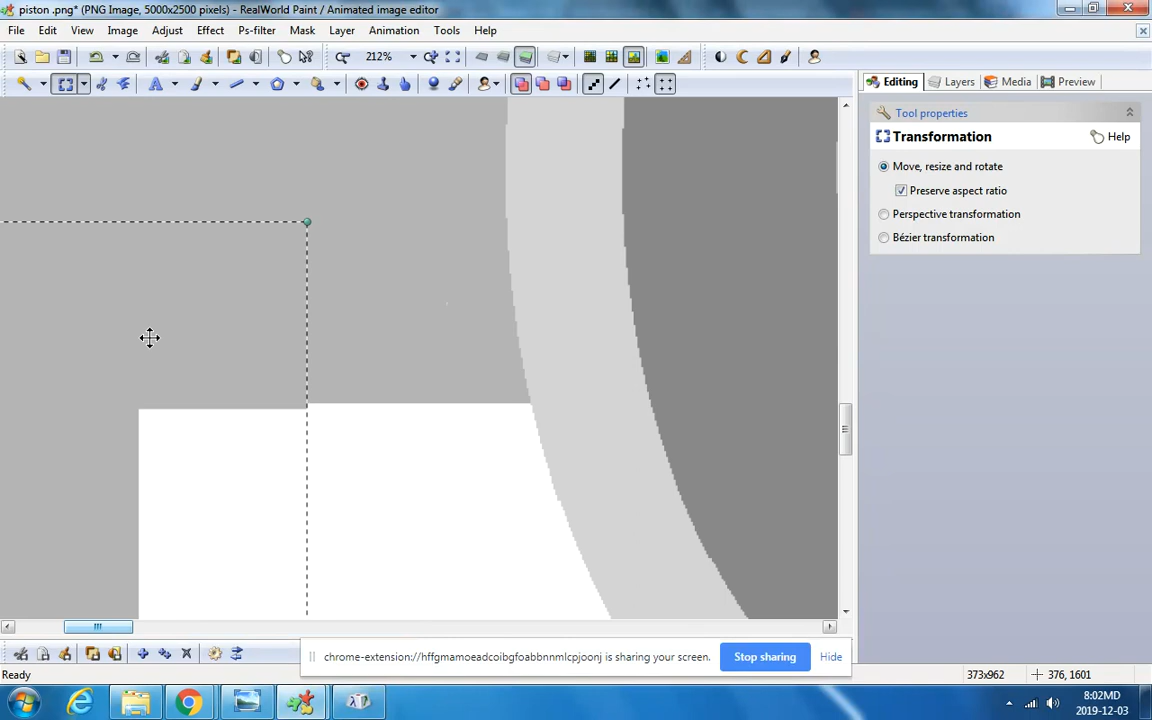 piston .png* (PNG Image, 5000x2500 pixels) - RealWorld Paint / Animated image editor
File Edit View Image Adjust Effect Ps-filter Mask Layer Animation Tools Help
212%
Editing Layers Media Preview
Tool properties
Transformation Help
Move, resize and rotate
Preserve aspect ratio
Perspective transformation
Bézier transformation
chrome-extension://hffgmamoeadcoibgfoabbnnmlcpjoonj is sharing your screen. Stop sharing Hide
Ready 373x962 376, 1601
8:02MD
2019-12-03